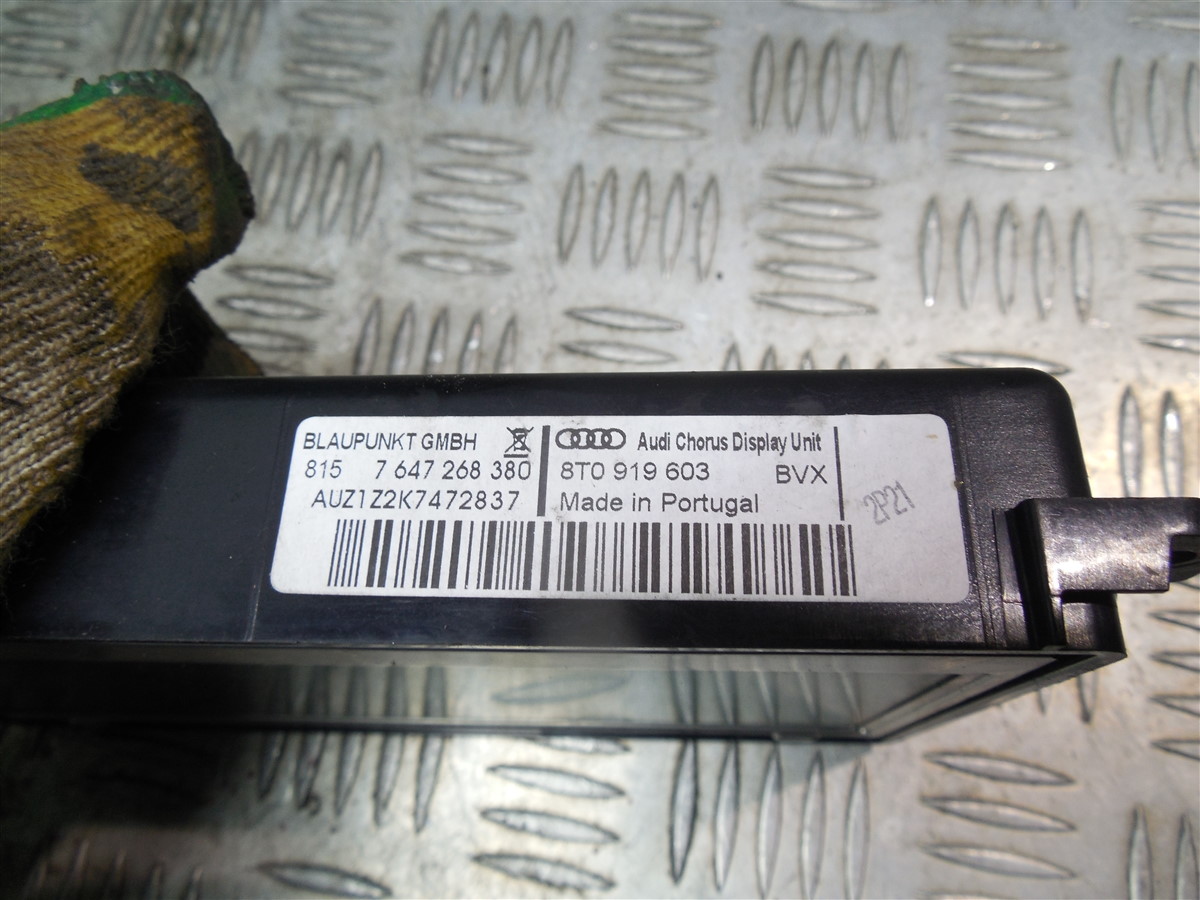 BLAUPUNKT GMBH
815 7 647 268 380
AUZ1Z2K7472837
Audi Chorus Display Unit
8T0 919 603 BVX
Made in Portugal
2P21